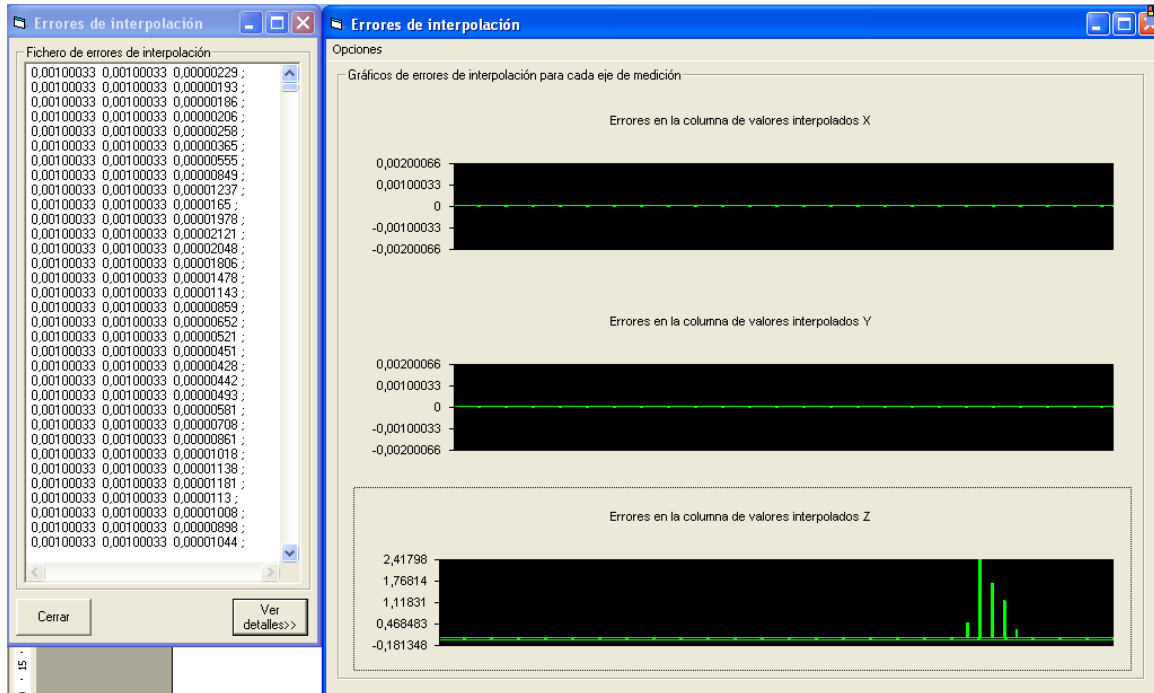 Errores de interpolación
Fichero de errores de interpolación
0,00100033 0,00100033 0,00000229 ;
0,00100033 0,00100033 0,00000193 ;
0,00100033 0,00100033 0,00000186 ;
0,00100033 0,00100033 0,00000206 ;
0,00100033 0,00100033 0,00000258 ;
0,00100033 0,00100033 0,00000365 ;
0,00100033 0,00100033 0,00000555 ;
0,00100033 0,00100033 0,00000849 ;
0,00100033 0,00100033 0,00001237 ;
0,00100033 0,00100033 0,0000165 ;
0,00100033 0,00100033 0,00001978 ;
0,00100033 0,00100033 0,00002121 ;
0,00100033 0,00100033 0,00002048 ;
0,00100033 0,00100033 0,00001806 ;
0,00100033 0,00100033 0,00001478 ;
0,00100033 0,00100033 0,00001143 ;
0,00100033 0,00100033 0,00000859 ;
0,00100033 0,00100033 0,00000652 ;
0,00100033 0,00100033 0,00000521 ;
0,00100033 0,00100033 0,00000451 ;
0,00100033 0,00100033 0,00000428 ;
0,00100033 0,00100033 0,00000442 ;
0,00100033 0,00100033 0,00000493 ;
0,00100033 0,00100033 0,00000581 ;
0,00100033 0,00100033 0,00000708 ;
0,00100033 0,00100033 0,00000861 ;
0,00100033 0,00100033 0,00001018 ;
0,00100033 0,00100033 0,00001138 ;
0,00100033 0,00100033 0,00001181 ;
0,00100033 0,00100033 0,0000113 ;
0,00100033 0,00100033 0,00001008 ;
0,00100033 0,00100033 0,00000898 ;
0,00100033 0,00100033 0,00001044 ;
Cerrar
Ver
detalles>>
15
Errores de interpolación
Opciones
Gráficos de errores de interpolación para cada eje de medición
Errores en la columna de valores interpolados X
0,00200066
0,00100033
0
-0,00100033
-0,00200066
Errores en la columna de valores interpolados Y
0,00200066
0,00100033
0
-0,00100033
-0,00200066
Errores en la columna de valores interpolados Z
2,41798
1,76814
1,11831
0,468483
-0,181348